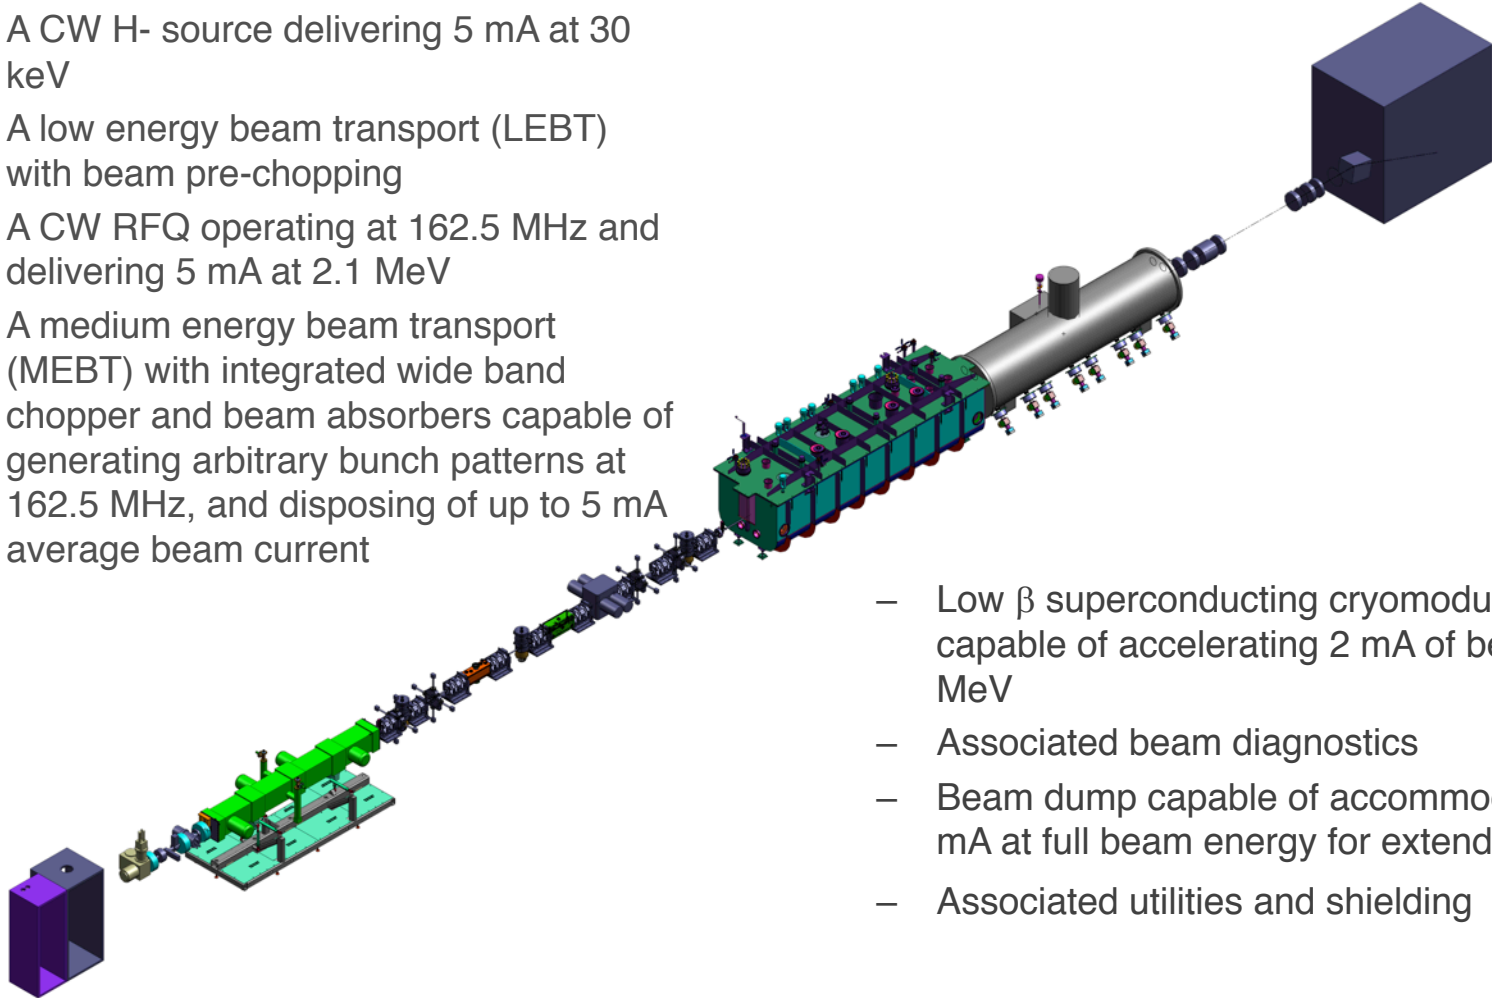 A CW H- source delivering 5 mA at 30
keV
A low energy beam transport (LEBT)
with beam pre-chopping
A CW RFQ operating at 162.5 MHz and
delivering 5 mA at 2.1 MeV
A medium energy beam transport
(MEBT) with integrated wide band
chopper and beam absorbers capable of
generating arbitrary bunch patterns at
162.5 MHz, and disposing of up to 5 mA
average beam current
– Low β superconducting
capable of accelerating 2 mA of
MeV
– Associated beam diagnostics
– Beam dump capable of
mA at full beam energy for
– Associated utilities and shielding